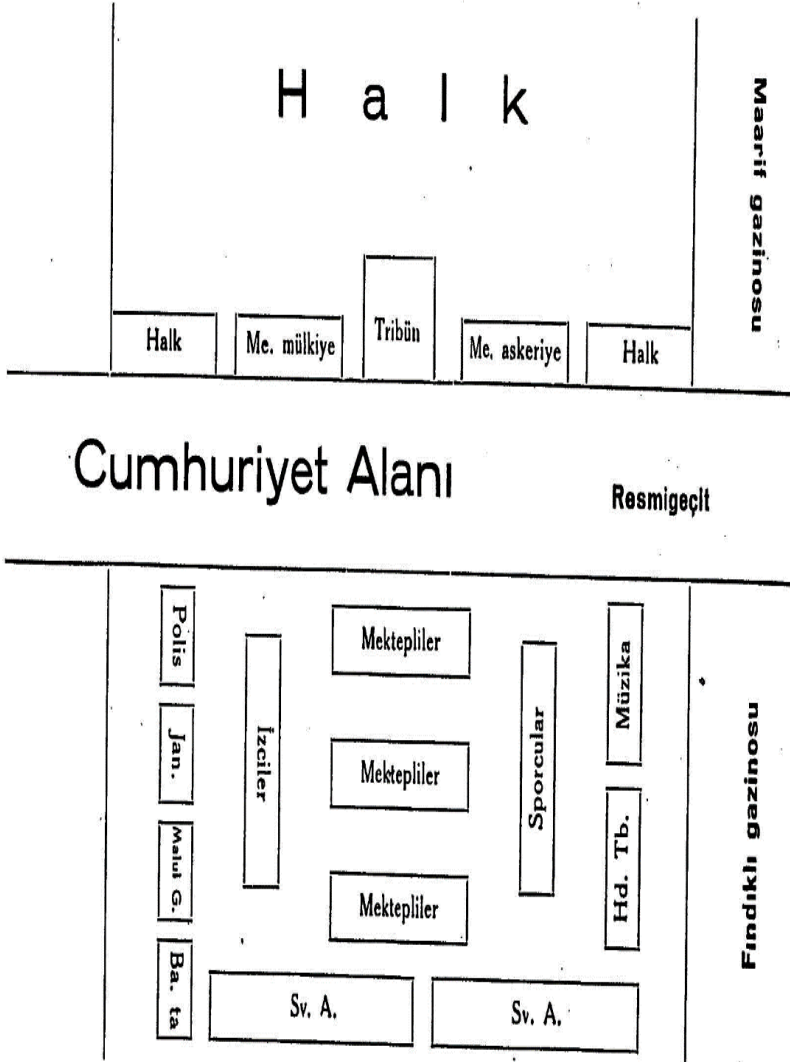 Halk
Maarif gazinosu
Halk
Me. mülkiye
Tribün
Me. askeriye
Halk
Cumhuriyet Alanı
Resmigeçit
Polis
Jan.
Malul G.
Ba. ta
İzciler
Mektepliler
Mektepliler
Mektepliler
Sporcular
Müzika
Hd. Tb.
Sv. A.
Sv. A.
Fındıklı gazinosu